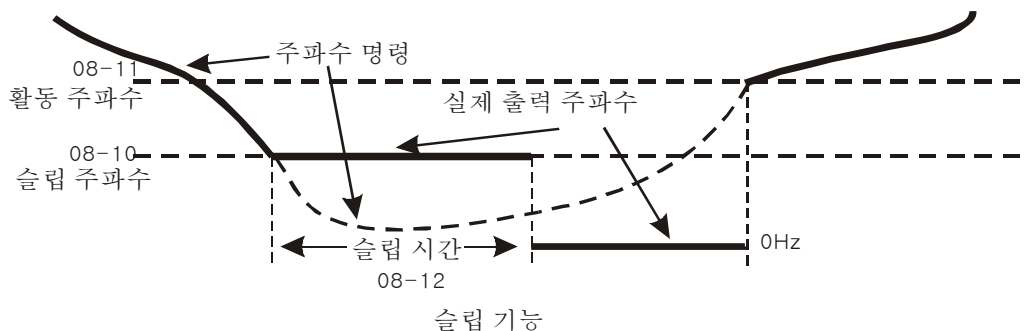 주파수 명령
08-11
활동 주파수
실제 출력 주파수
08-10
슬립 주파수
슬립 시간
0Hz
08-12
슬립 기능